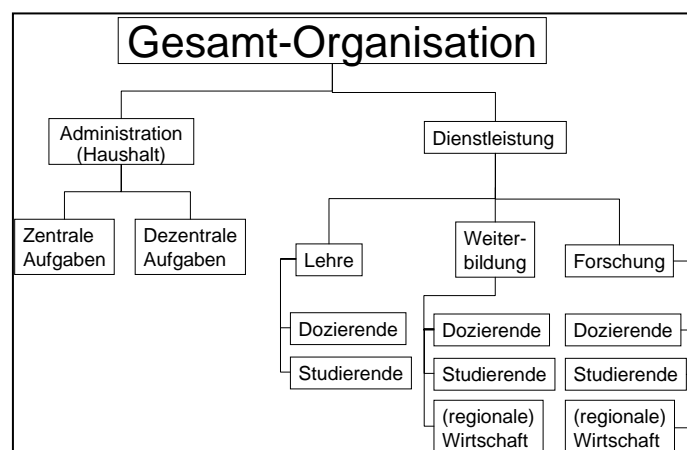 Gesamt-Organisation
Administration
(Haushalt)
Dienstleistung
Zentrale
Aufgaben
Dezentrale
Aufgaben
Lehre
Weiter-
bildung
Forschung
Dozierende
Studierende
Dozierende
Studierende
(regionale)
Wirtschaft
Dozierende
Studierende
(regionale)
Wirtschaft